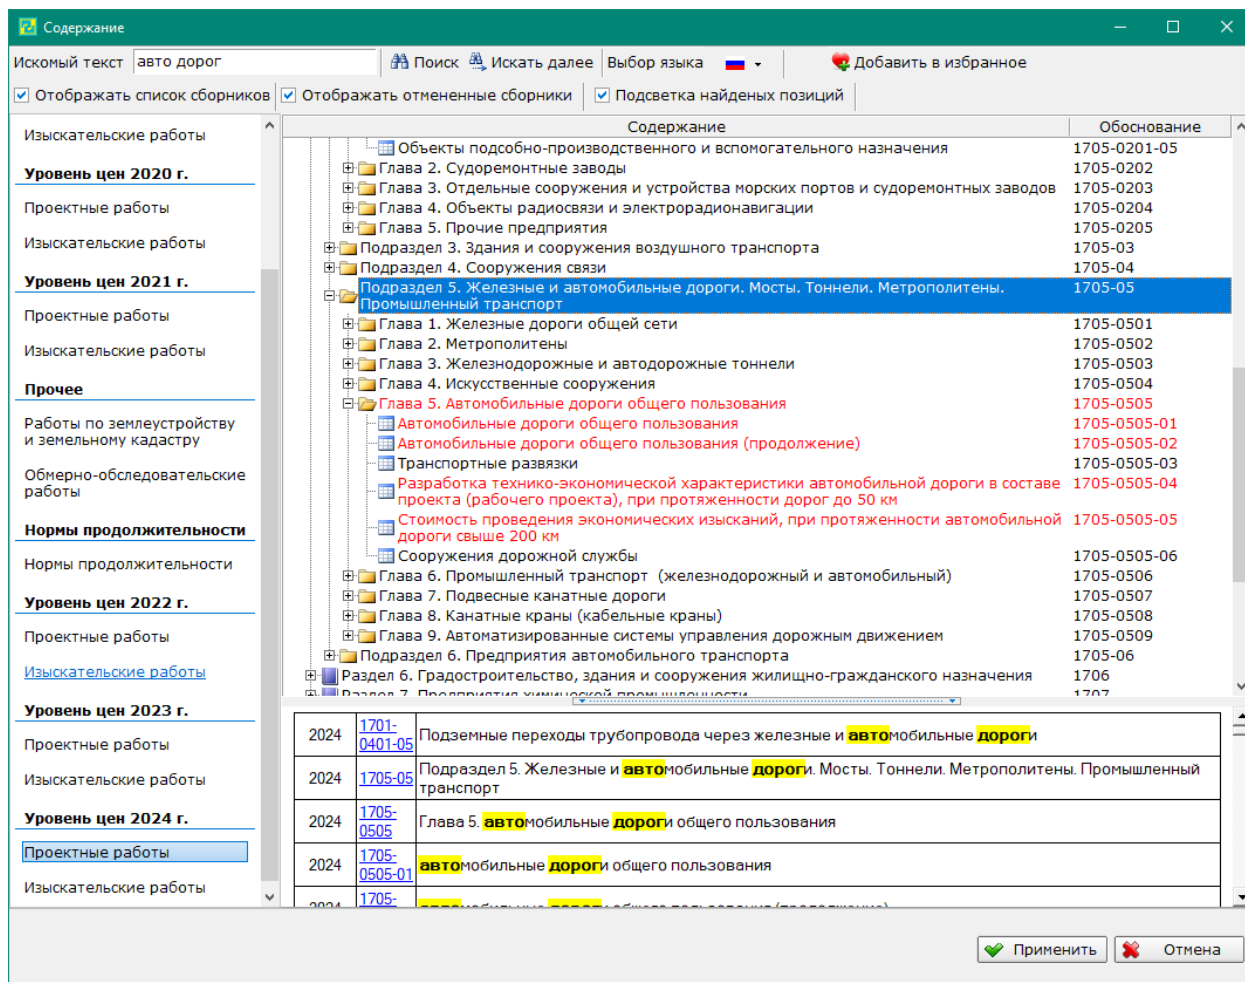 Содержание
Искомый текст авто дорог Поиск Искать далее Выбор языка Добавить в избранное
Отображать список сборников Отображать отмененные сборники Подсветка найденых позиций
Изыскательские работы
Уровень цен 2020 г.
Проектные работы
Изыскательские работы
Уровень цен 2021 г.
Проектные работы
Изыскательские работы
Прочее
Работы по землеустройству
и земельному кадастру
Обмерно-обследовательские
работы
Нормы продолжительности
Нормы продолжительности
Уровень цен 2022 г.
Проектные работы
Изыскательские работы
Уровень цен 2023 г.
Проектные работы
Изыскательские работы
Уровень цен 2024 г.
Проектные работы
Изыскательские работы
Содержание Обоснование
Объекты подсобно-производственного и вспомогательного назначения 1705-0201-05
Глава 2. Судоремонтные заводы 1705-0202
Глава 3. Отдельные сооружения и устройства морских портов и судоремонтных заводов 1705-0203
Глава 4. Объекты радиосвязи и электрорадионавигации 1705-0204
Глава 5. Прочие предприятия 1705-0205
Подраздел 3. Здания и сооружения воздушного транспорта 1705-03
Подраздел 4. Сооружения связи 1705-04
Подраздел 5. Железные и автомобильные дороги. Мосты. Тоннели. Метрополитены. 1705-05
Промышленный транспорт
Глава 1. Железные дороги общей сети 1705-0501
Глава 2. Метрополитены 1705-0502
Глава 3. Железнодорожные и автодорожные тоннели 1705-0503
Глава 4. Искусственные сооружения 1705-0504
Глава 5. Автомобильные дороги общего пользования 1705-0505
Автомобильные дороги общего пользования 1705-0505-01
Автомобильные дороги общего пользования (продолжение) 1705-0505-02
Транспортные развязки 1705-0505-03
Разработка технико-экономической характеристики автомобильной дороги в составе 1705-0505-04
проекта (рабочего проекта), при протяженности дорог до 50 км
Стоимость проведения экономических изысканий, при протяженности автомобильной 1705-0505-05
дороги свыше 200 км
Сооружения дорожной службы 1705-0505-06
Глава 6. Промышленный транспорт (железнодорожный и автомобильный) 1705-0506
Глава 7. Подвесные канатные дороги 1705-0507
Глава 8. Канатные краны (кабельные краны) 1705-0508
Глава 9. Автоматизированные системы управления дорожным движением 1705-0509
Подраздел 6. Предприятия автомобильного транспорта 1705-06
Раздел 6. Градостроительство, здания и сооружения жилищно-гражданского назначения 1706
Раздел 7. Предприятия химической промышленности 1707
2024 1701-0401-05 Подземные переходы трубопровода через железные и автомобильные дороги
2024 1705-05 Подраздел 5. Железные и автомобильные дороги. Мосты. Тоннели. Метрополитены. Промышленный
транспорт
2024 1705-0505 Глава 5. автомобильные дороги общего пользования
2024 1705-0505-01 автомобильные дороги общего пользования
2024 1705- автомобильные дороги общего пользования (продолжение)
Применить Отмена